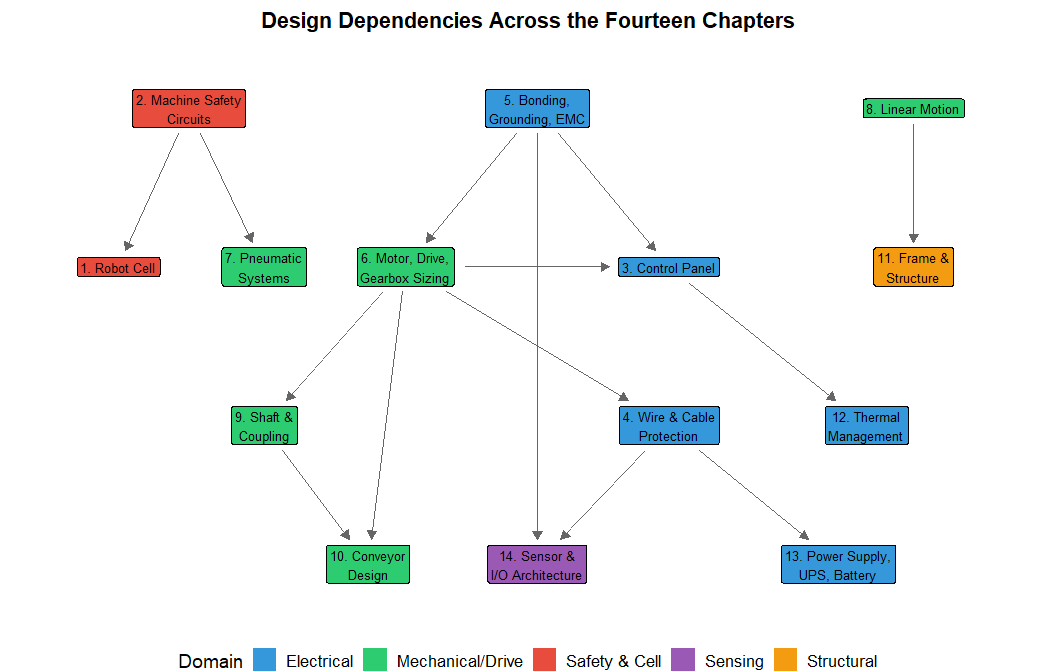 Design Dependencies Across the Fourteen Chapters
2. Machine Safety
Circuits
5. Bonding,
Grounding, EMC
8. Linear Motion
1. Robot Cell
7. Pneumatic
Systems
6. Motor, Drive,
Gearbox Sizing
3. Control Panel
11. Frame &
Structure
9. Shaft &
Coupling
4. Wire & Cable
Protection
12. Thermal
Management
10. Conveyor
Design
14. Sensor &
I/O Architecture
13. Power Supply,
UPS, Battery
Domain Electrical Mechanical/Drive Safety & Cell Sensing Structural